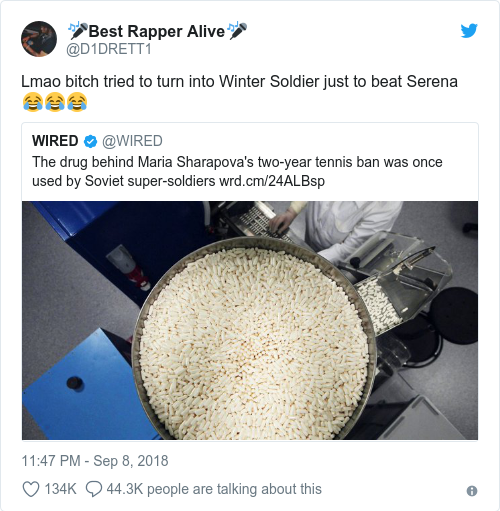 🎤Best Rapper Alive🎤
@D1DRETT1
Lmao bitch tried to turn into Winter Soldier just to beat Serena
😂😂😂
WIRED @WIRED
The drug behind Maria Sharapova's two-year tennis ban was once
used by Soviet super-soldiers wrd.cm/24ALBsp
11:47 PM - Sep 8, 2018
134K 44.3K people are talking about this